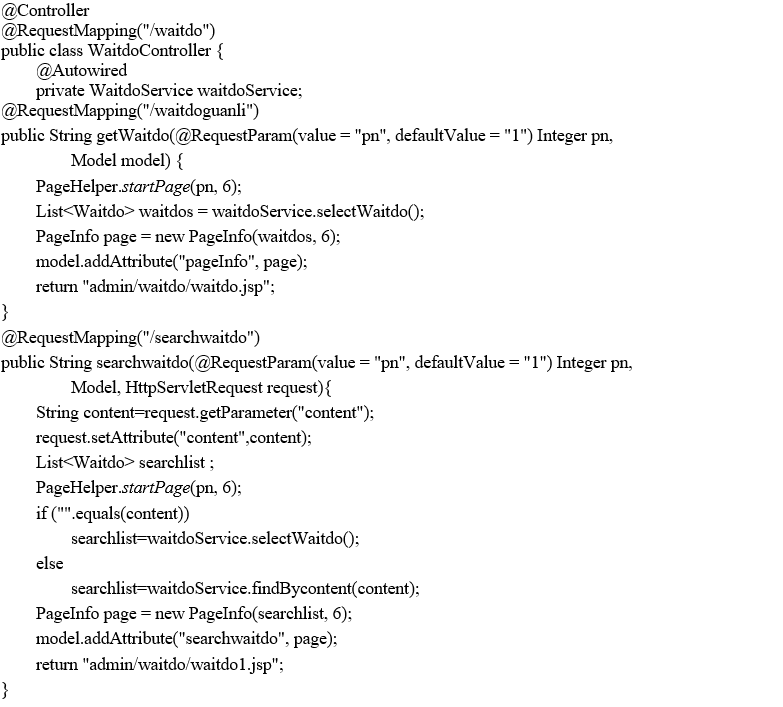 @Controller
@RequestMapping("/waitdo")
public class WaitdoController {
@Autowired
private WaitdoService waitdoService;
@RequestMapping("/waitdoguanli")
public String getWaitdo(@RequestParam(value = "pn", defaultValue = "1") Integer pn,
Model model) {
PageHelper.startPage(pn, 6);
List<Waitdo> waitdos = waitdoService.selectWaitdo();
PageInfo page = new PageInfo(waitdos, 6);
model.addAttribute("pageInfo", page);
return "admin/waitdo/waitdo.jsp";
}
@RequestMapping("/searchwaitdo")
public String searchwaitdo(@RequestParam(value = "pn", defaultValue = "1") Integer pn,
Model, HttpServletRequest request){
String content=request.getParameter("content");
request.setAttribute("content",content);
List<Waitdo> searchlist ;
PageHelper.startPage(pn, 6);
if ("".equals(content))
searchlist=waitdoService.selectWaitdo();
else
searchlist=waitdoService.findBycontent(content);
PageInfo page = new PageInfo(searchlist, 6);
model.addAttribute("searchwaitdo", page);
return "admin/waitdo/waitdo1.jsp";
}